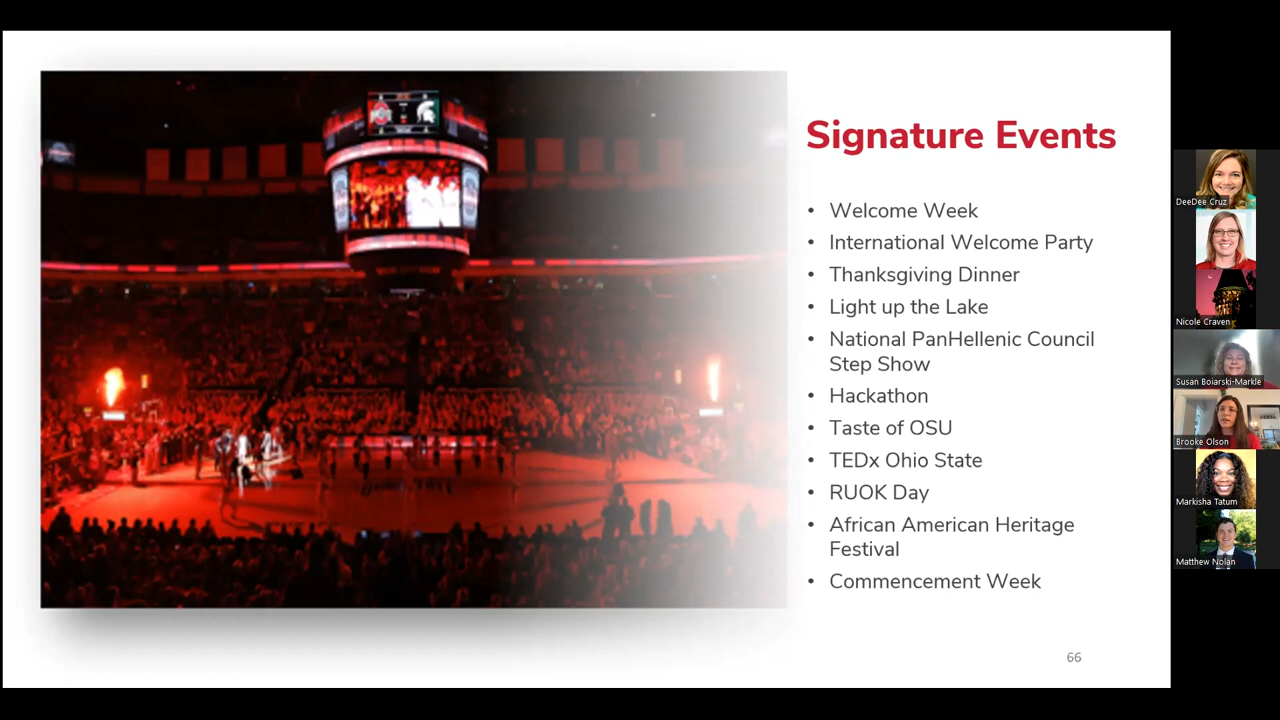 Signature Events
• Welcome Week
• International Welcome Party
• Thanksgiving Dinner
• Light up the Lake
• National PanHellenic Council
Step Show
• Hackathon
• Taste of OSU
• TEDx Ohio State
• RUOK Day
• African American Heritage
Festival
• Commencement Week
66
DeeDee Cruz
Nicole Craven
Susan Boiarski-Markle
Brooke Olson
Markisha Tatum
Matthew Nolan